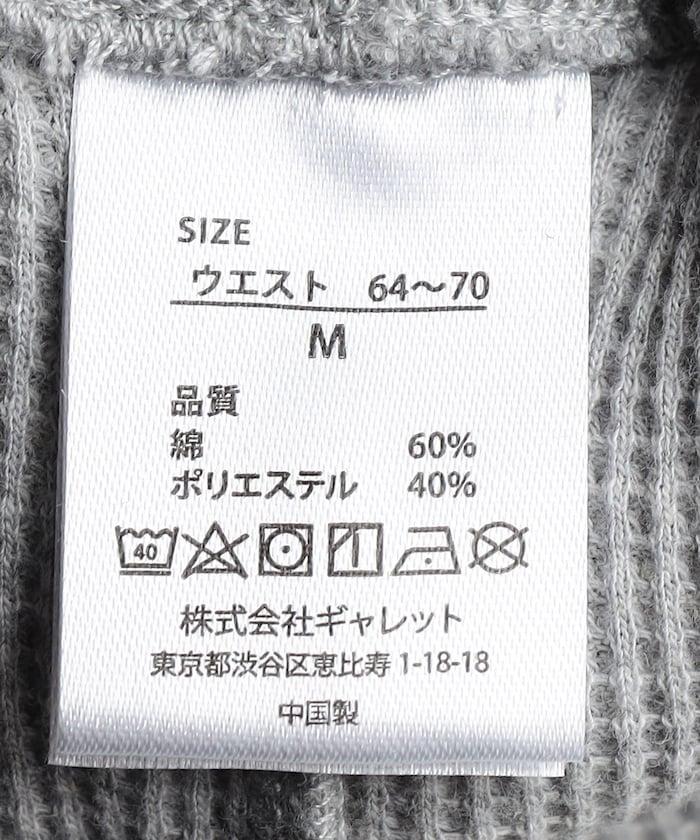 SIZE
ウエスト 64〜70
M
品質
綿 60%
ポリエステル 40%
40
株式会社ギャレット
東京都渋谷区恵比寿 1-18-18
中国製